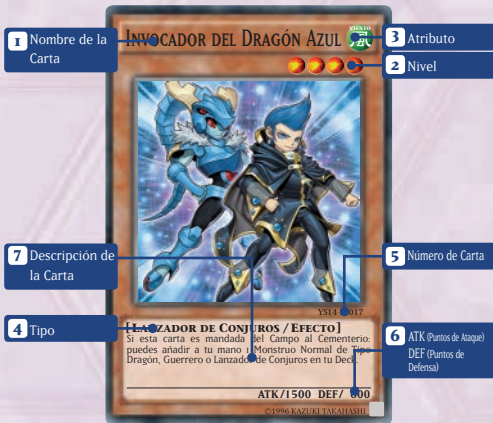 1 Nombre de la
Carta
INVOCADOR DEL DRAGÓN AZUL
VIENTO
風
3 Atributo
2 Nivel
7 Descripción de
la Carta
5 Número de Carta
4 Tipo
[LANZADOR DE CONJUROS / EFECTO]
Si esta carta es mandada del Campo al Cementerio:
puedes añadir a tu mano 1 Monstruo Normal de Tipo
Dragón, Guerrero o Lanzador de Conjuros en tu Deck.
6 ATK (Puntos de Ataque)
DEF (Puntos de
Defensa)
ATK/1500 DEF/ 600
©1996 KAZUKI TAKAHASHI